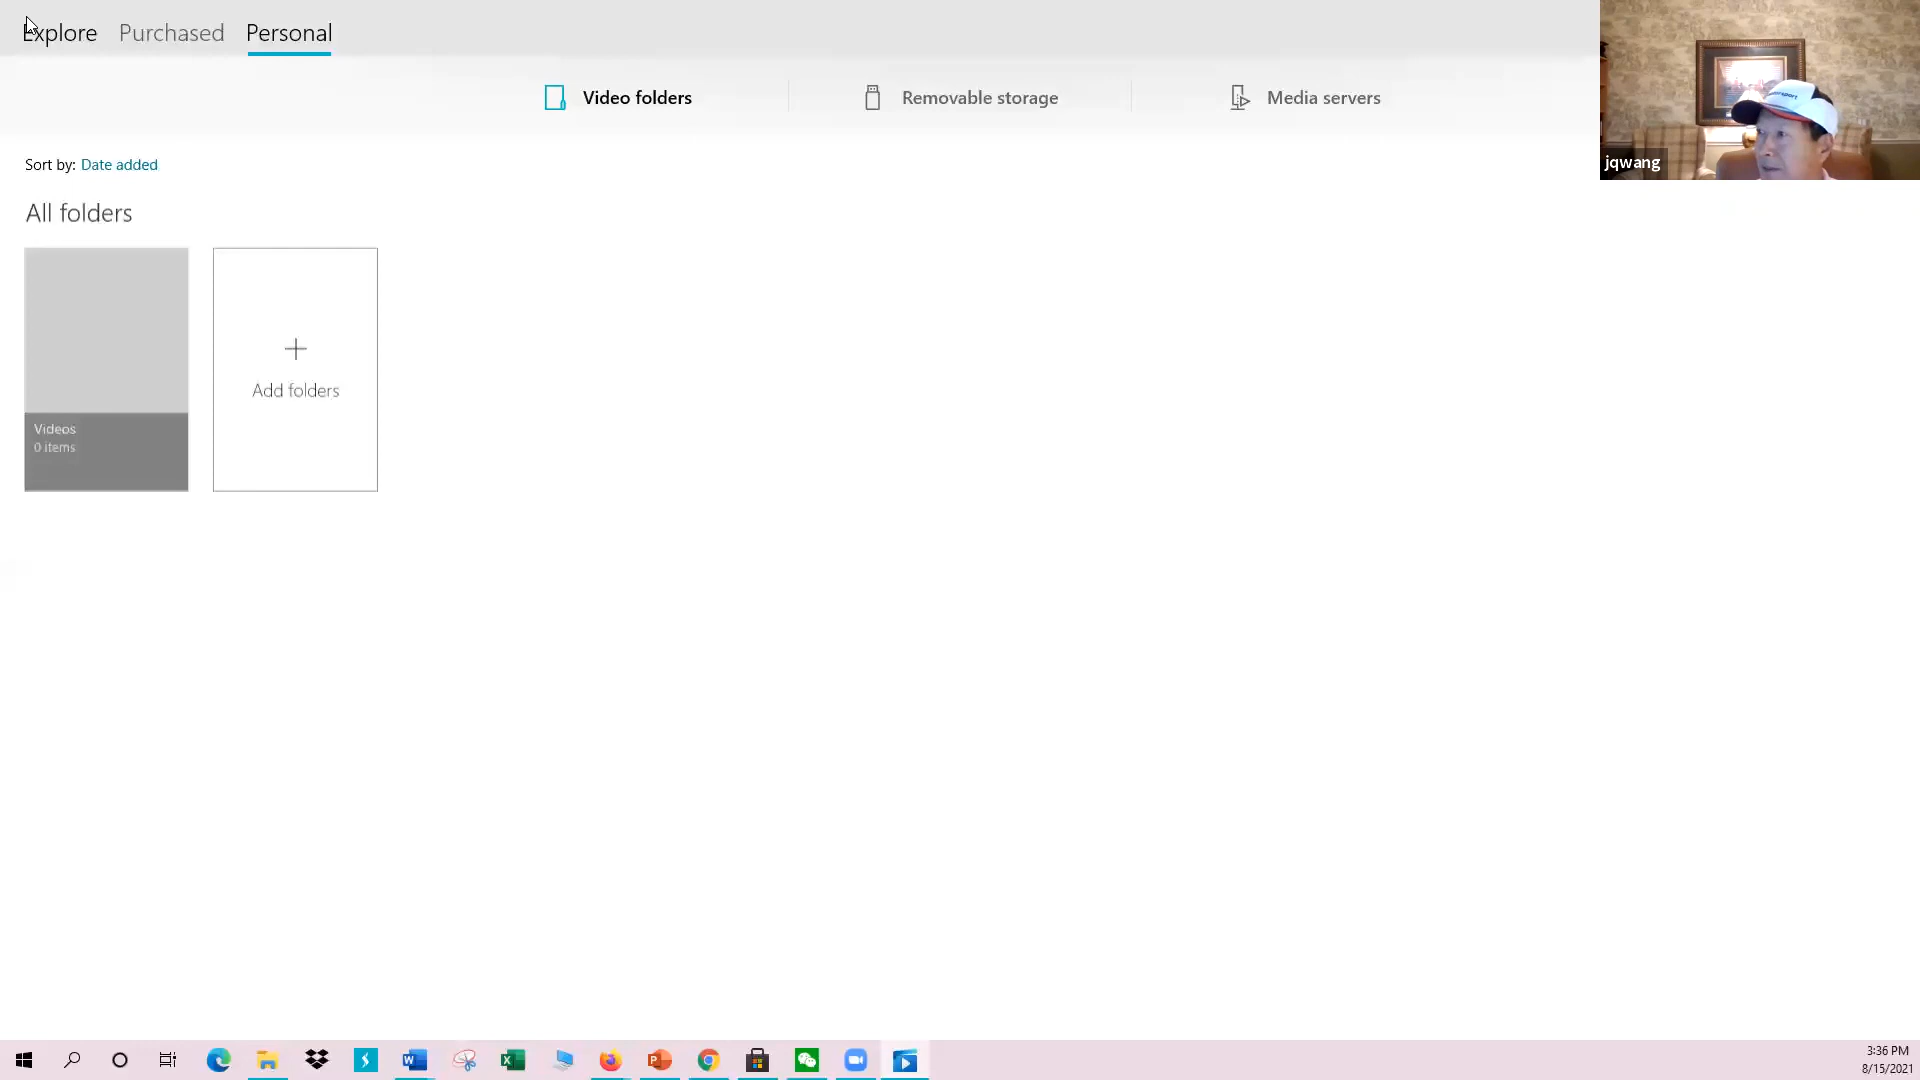 Explore Purchased Personal
Video folders Removable storage Media servers
jqwang
Sort by: Date added
All folders
Videos
0 items
Add folders
3:36 PM
8/15/2021